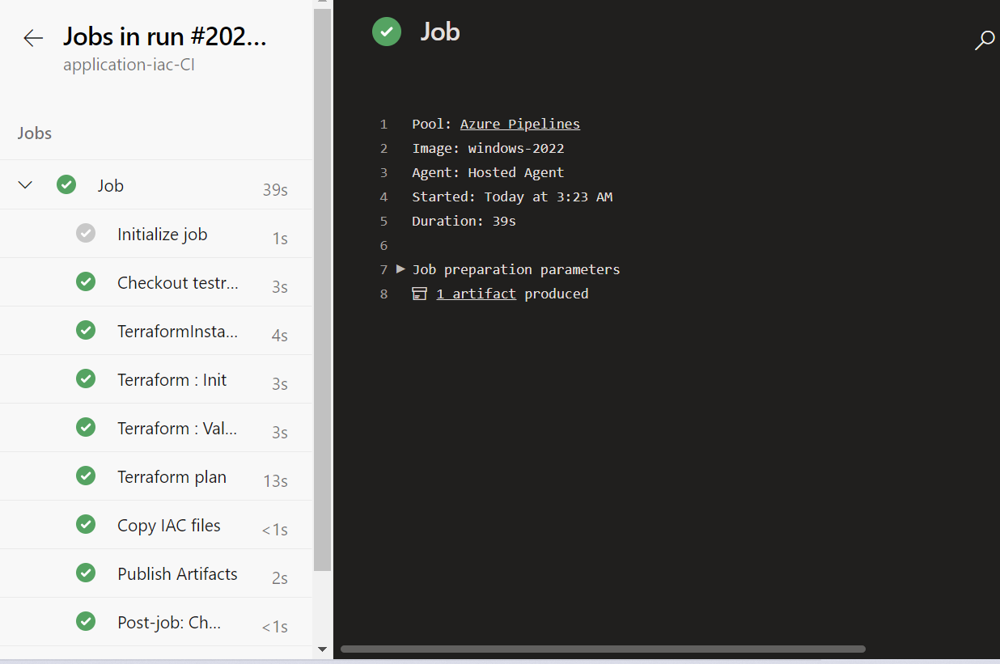 Jobs in run #202...
application-iac-CI
Jobs
Job 39s
Initialize job 1s
Checkout testr... 3s
TerraformInsta... 4s
Terraform : Init 3s
Terraform : Val... 3s
Terraform plan 13s
Copy IAC files <1s
Publish Artifacts 2s
Post-job: Ch... <1s
Job
1 Pool: Azure Pipelines
2 Image: windows-2022
3 Agent: Hosted Agent
4 Started: Today at 3:23 AM
5 Duration: 39s
6
7 Job preparation parameters
8 1 artifact produced